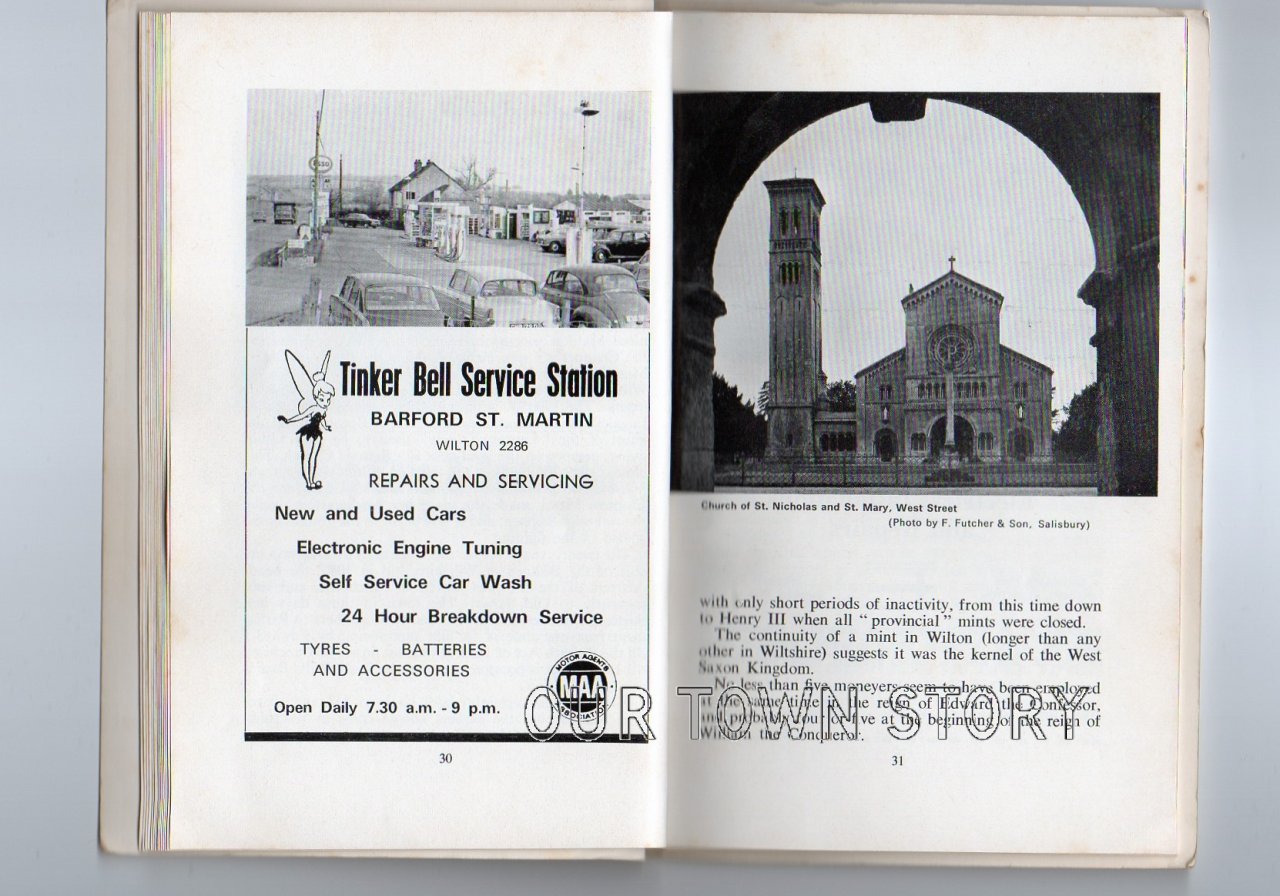 Esso
Tinker Bell Service Station
BARFORD ST. MARTIN
WILTON 2286
REPAIRS AND SERVICING
New and Used Cars
Electronic Engine Tuning
Self Service Car Wash
24 Hour Breakdown Service
TYRES - BATTERIES
AND ACCESSORIES
MOTOR AGENTS
MAA
ASSOCIATION
Open Daily 7.30 a.m. - 9 p.m.
30
Church of St. Nicholas and St. Mary, West Street
(Photo by F. Futcher & Son, Salisbury)
with only short periods of inactivity, from this time down
to Henry III when all "provincial" mints were closed.
The continuity of a mint in Wilton (longer than any
other in Wiltshire) suggests it was the kernel of the West
Saxon Kingdom.
No less than five moneyers seem to have been employed
at the same time in the reign of Edward the Confessor,
and probably four or five at the beginning of the reign of
William the Conqueror.
31
OUR TOWN STORY